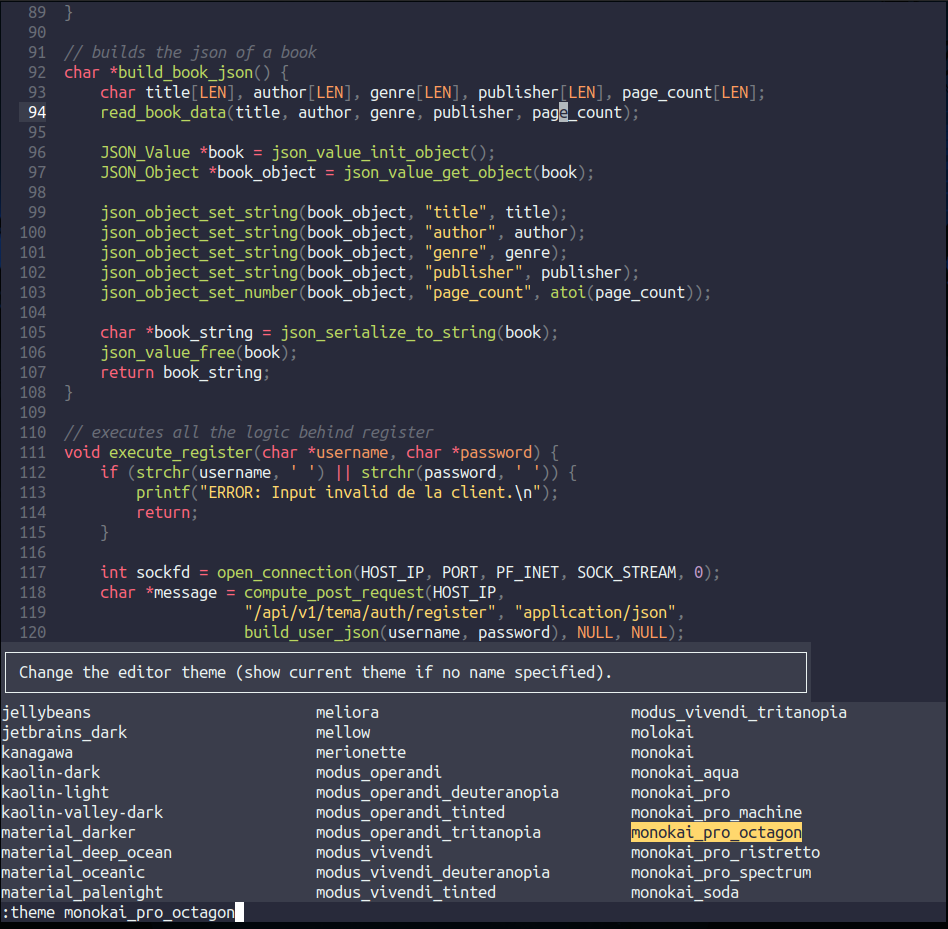 89 }
90
91 // builds the json of a book
92 char *build_book_json() {
93     char title[LEN], author[LEN], genre[LEN], publisher[LEN], page_count[LEN];
94     read_book_data(title, author, genre, publisher, page_count);
95
96     JSON_Value *book = json_value_init_object();
97     JSON_Object *book_object = json_value_get_object(book);
98
99     json_object_set_string(book_object, "title", title);
100     json_object_set_string(book_object, "author", author);
101     json_object_set_string(book_object, "genre", genre);
102     json_object_set_string(book_object, "publisher", publisher);
103     json_object_set_number(book_object, "page_count", atoi(page_count));
104
105     char *book_string = json_serialize_to_string(book);
106     json_value_free(book);
107     return book_string;
108 }
109
110 // executes all the logic behind register
111 void execute_register(char *username, char *password) {
112     if (strchr(username, ' ') || strchr(password, ' ')) {
113         printf("ERROR: Input invalid de la client.\n");
114         return;
115     }
116
117     int sockfd = open_connection(HOST_IP, PORT, PF_INET, SOCK_STREAM, 0);
118     char *message = compute_post_request(HOST_IP,
119                     "/api/v1/tema/auth/register", "application/json",
120                     build_user_json(username, password), NULL, NULL);
Change the editor theme (show current theme if no name specified).
jellybeans meliora modus_vivendi_tritanopia
jetbrains_dark mellow molokai
kanagawa merionette monokai
kaolin-dark modus_operandi monokai_aqua
kaolin-light modus_operandi_deuteranopia monokai_pro
kaolin-valley-dark modus_operandi_tinted monokai_pro_machine
material_darker modus_operandi_tritanopia monokai_pro_octagon
material_deep_ocean modus_vivendi monokai_pro_ristretto
material_oceanic modus_vivendi_deuteranopia monokai_pro_spectrum
material_palenight modus_vivendi_tinted monokai_soda
:theme monokai_pro_octagon